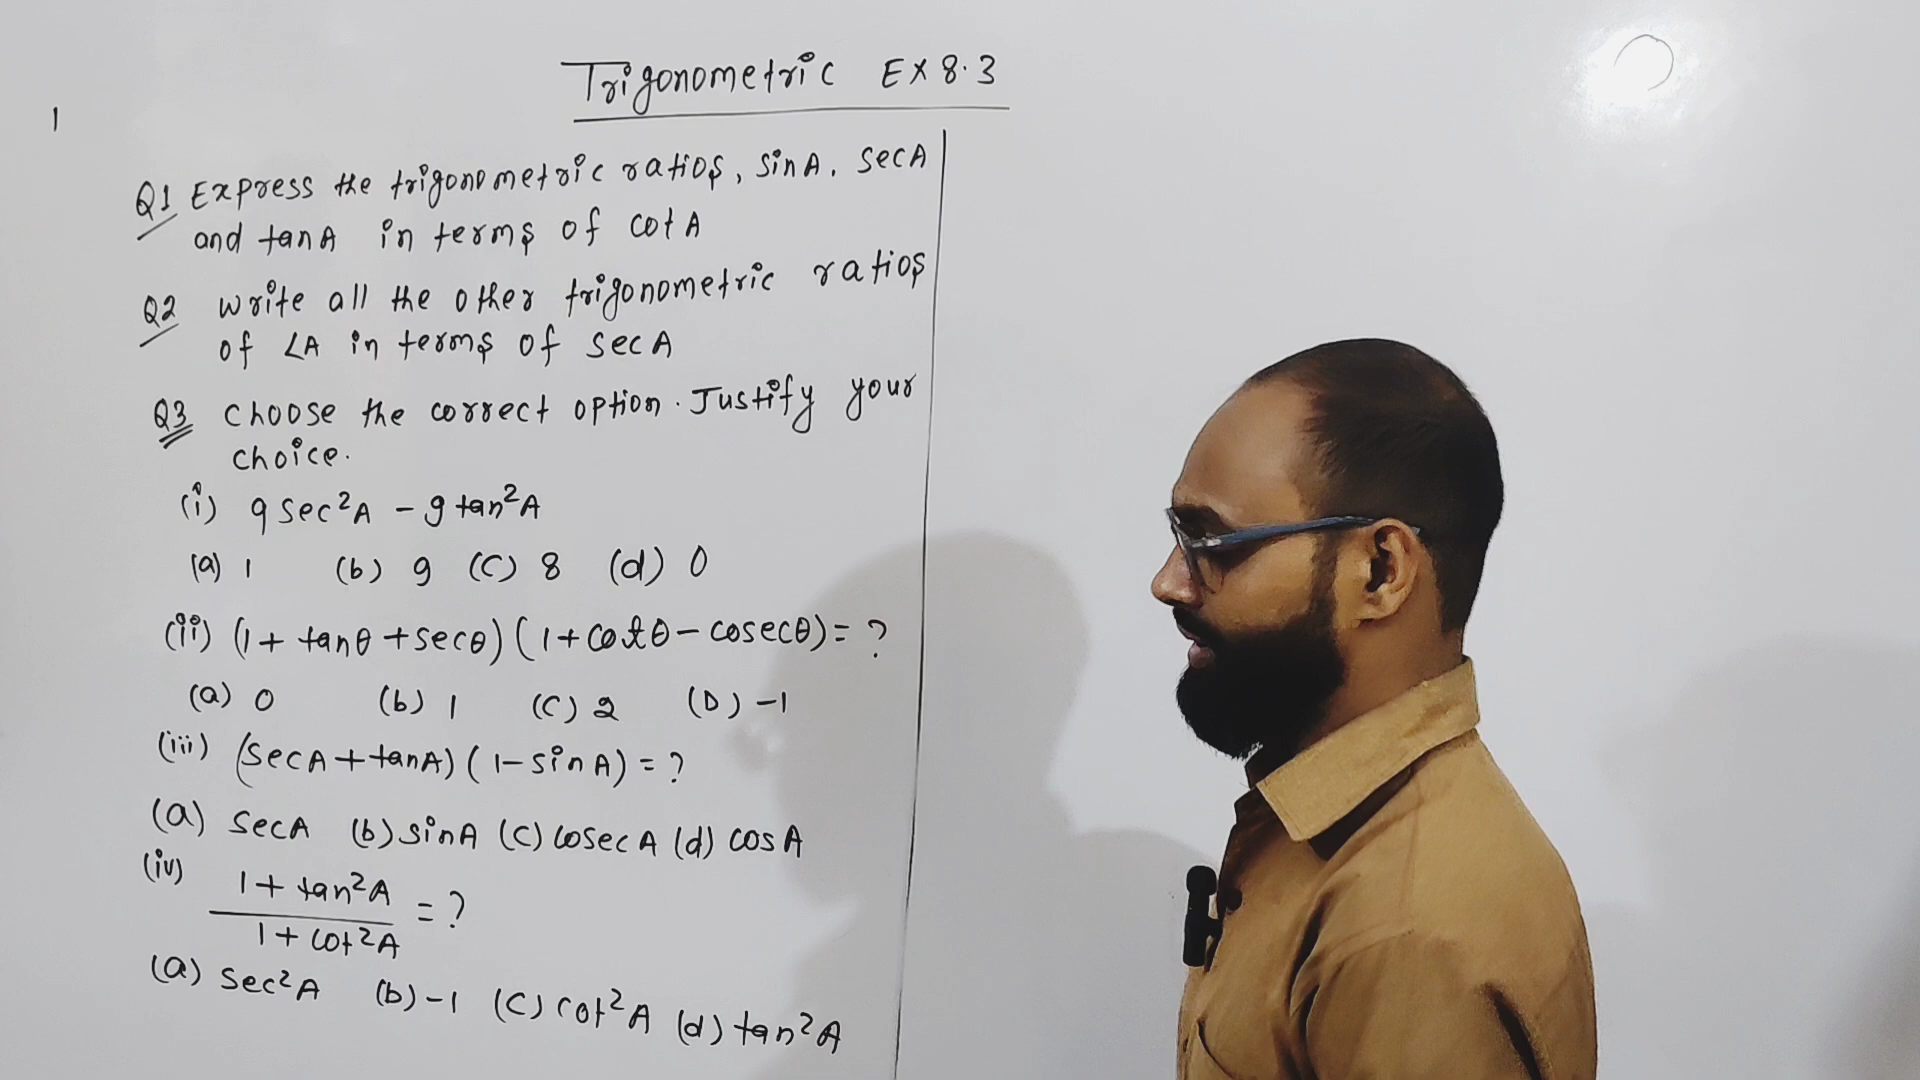 Trigonometric Ex 8.3
1
Q1 Express the trigonometric ratios, sinA, secA
and tanA in terms of cotA
Q2 write all the other trigonometric ratios
of ∠A in terms of secA
Q3 choose the correct option. Justify your
choice.
(i) 9sec²A - 9tan²A
(a) 1 (b) 9 (c) 8 (d) 0
(ii) (1+tanθ+secθ)(1+cotθ-cosecθ)=?
(a) 0 (b) 1 (c) 2 (D) -1
(iii) (secA+tanA)(1-sinA)=?
(a) secA (b) sinA (c) cosecA (d) cosA
(iv) 1+tan²A
= ?
1+cot²A
(a) sec²A (b) -1 (c) cot²A (d) tan²A